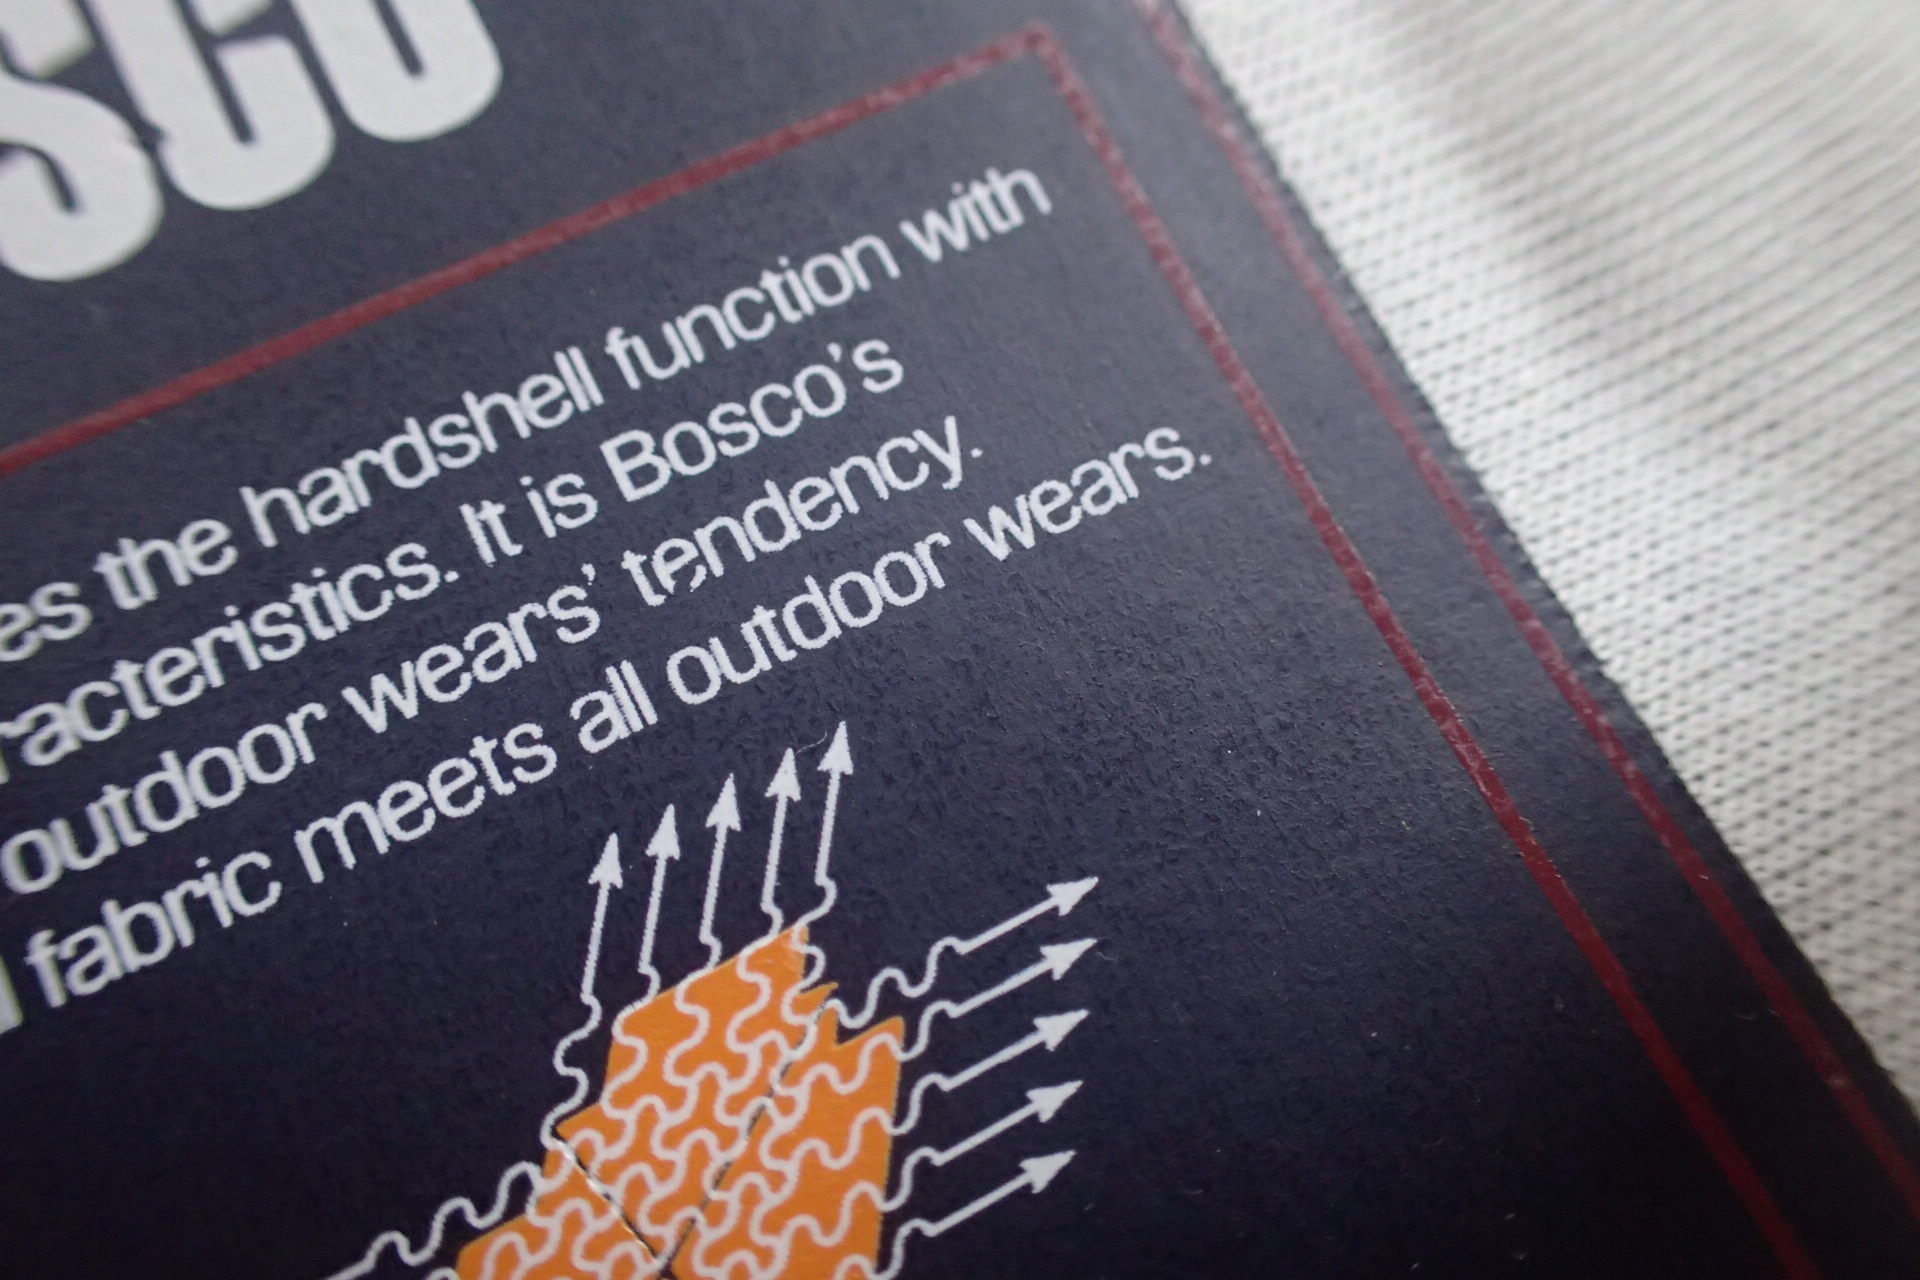 SCO
es the hardshell function with
racteristics. It is Bosco's
outdoor wears' tendency.
fabric meets all outdoor wears.